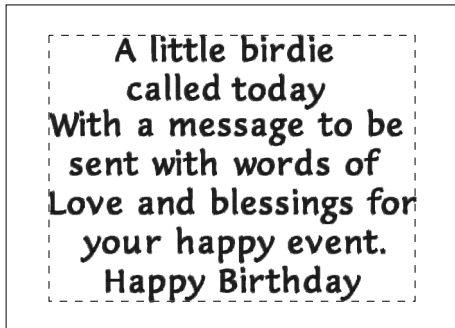 A little birdie
called today
With a message to be
sent with words of
Love and blessings for
your happy event.
Happy Birthday